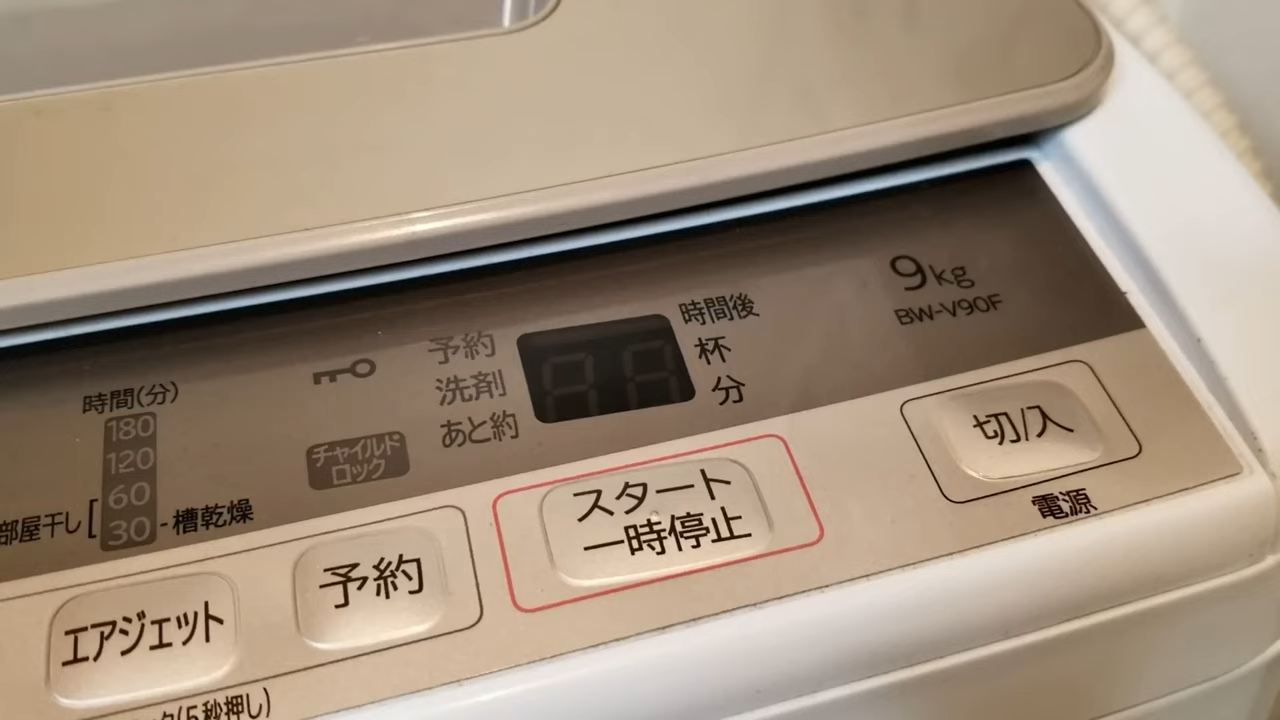 9kg
BW-V90F
予約
洗剤
あと約
時間後
杯
分
チャイルド
ロック
時間(分)
180
120
60
30
部屋干し[
-槽乾燥
エアジェット
予約
スタート
一時停止
切/入
電源
(5秒押し)